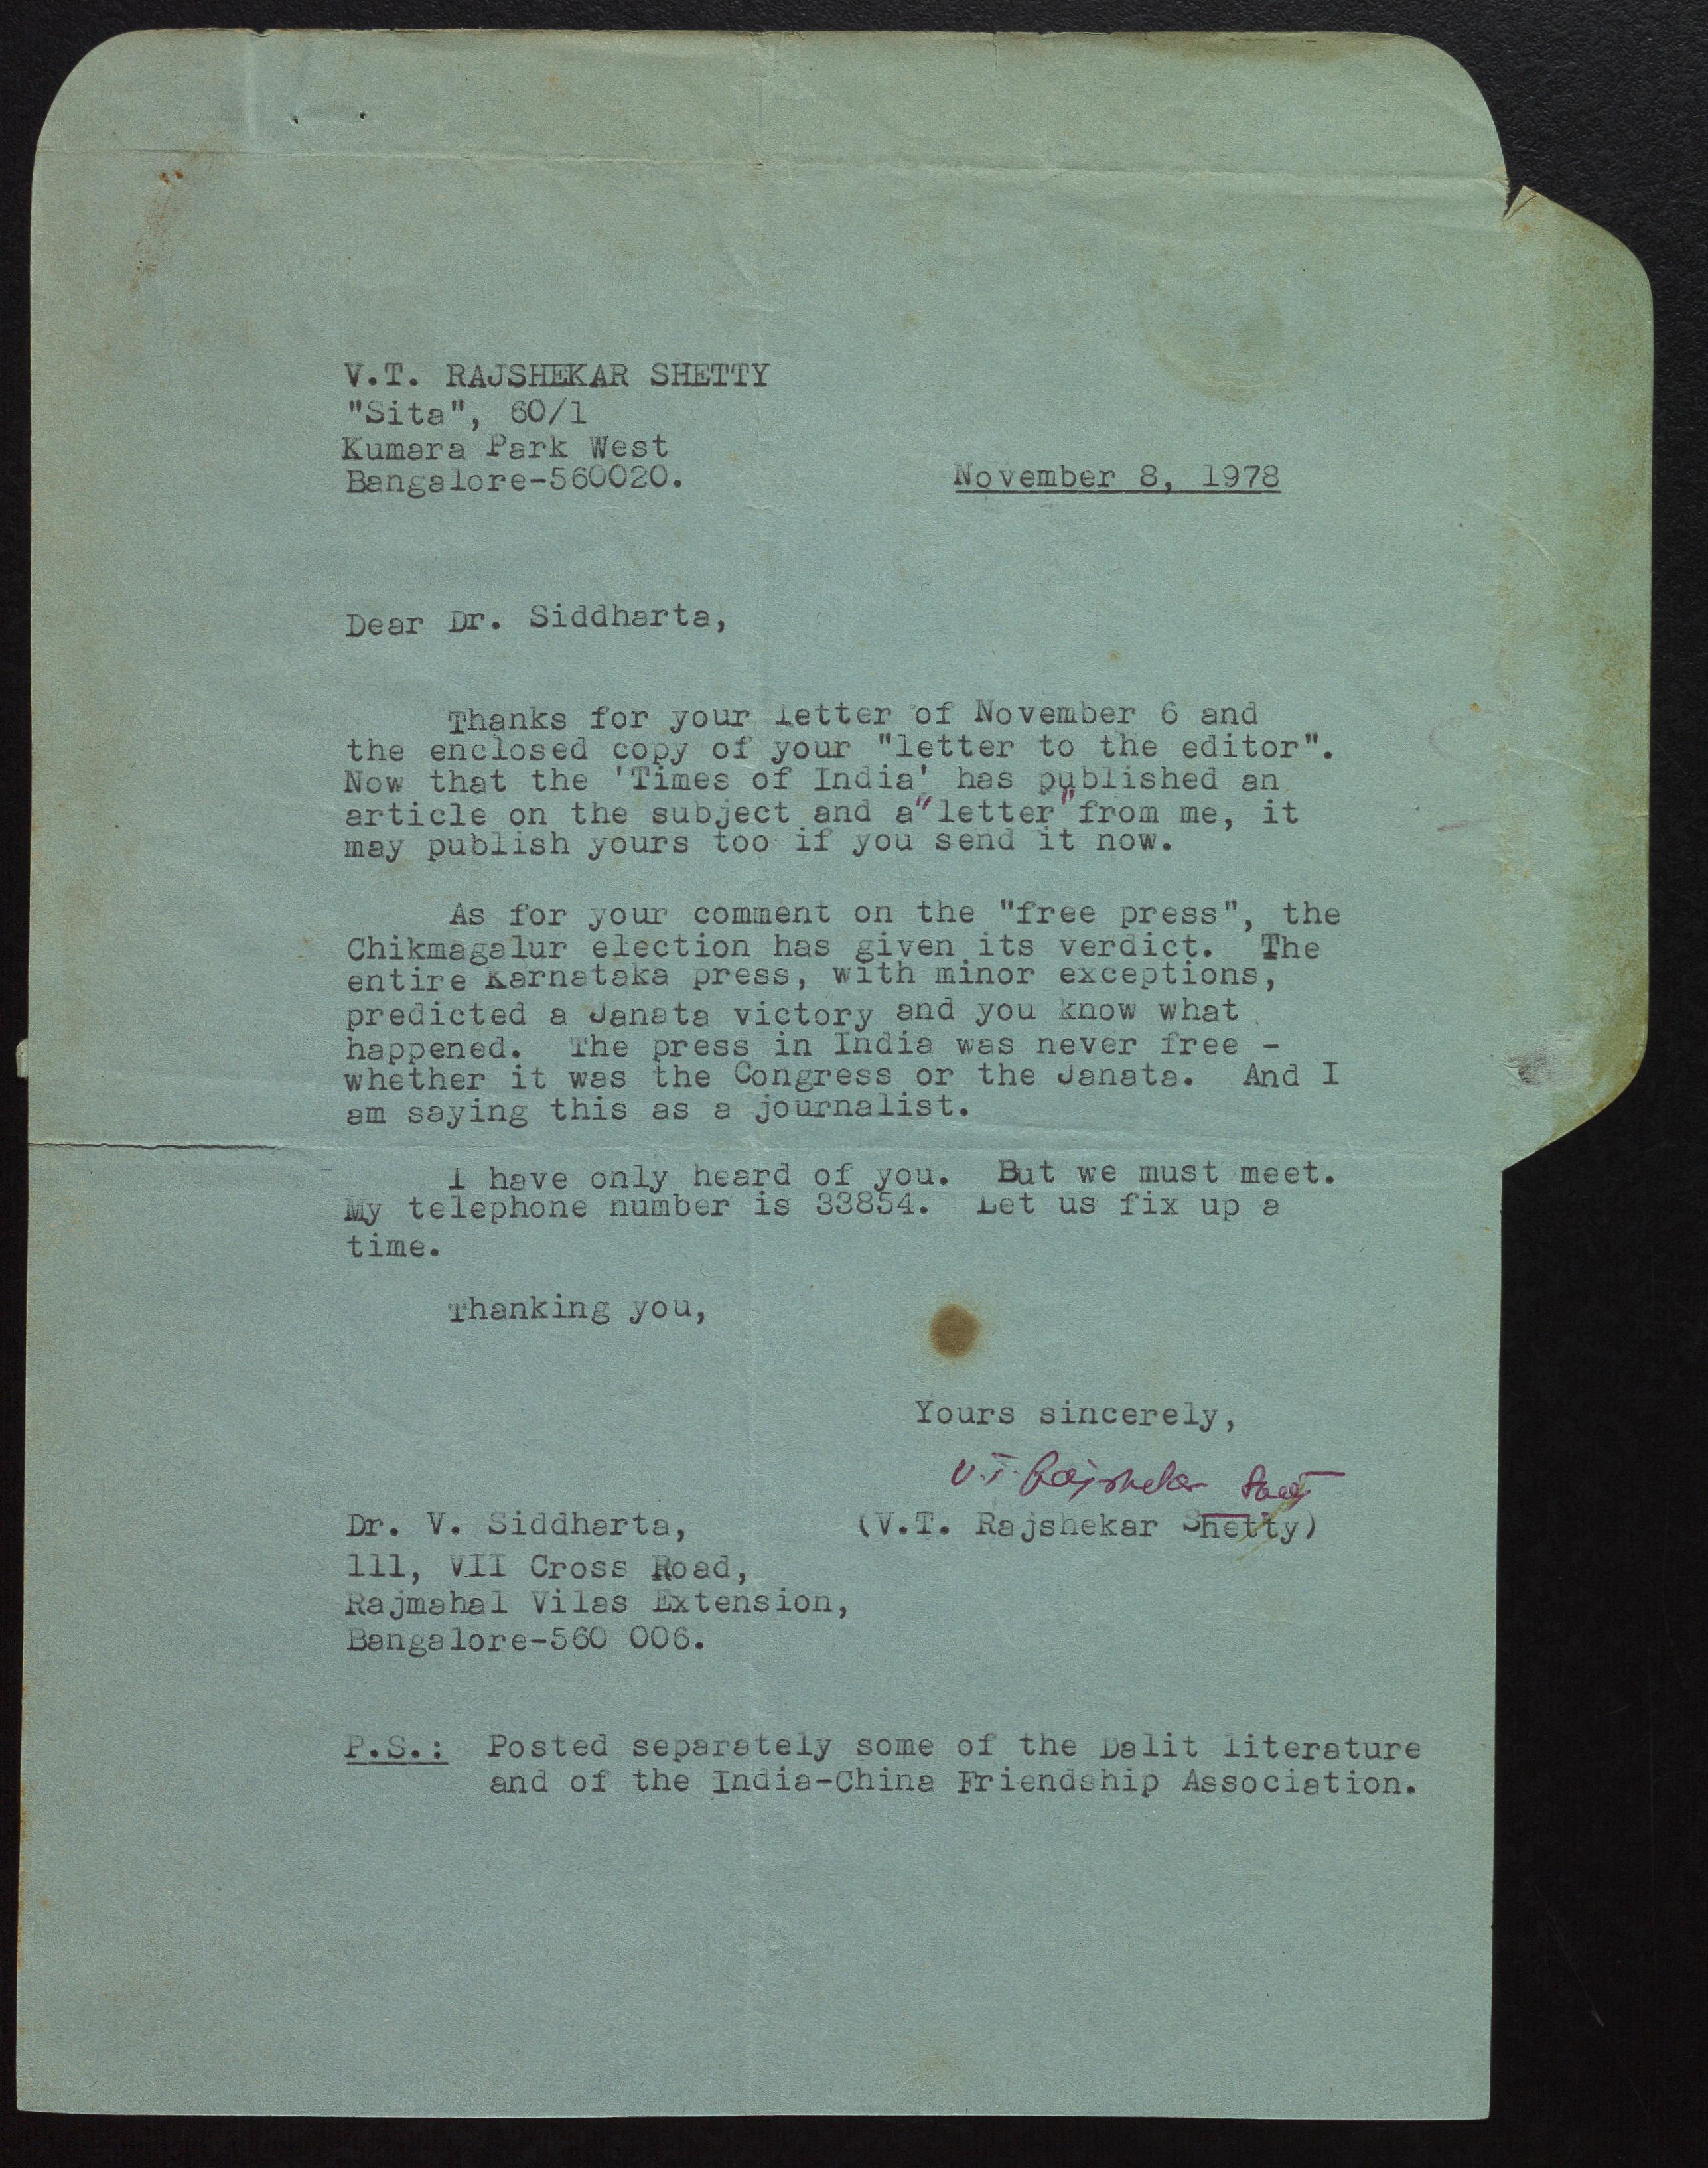 V.T. RAJSHEKAR SHETTY
"Sita", 60/1
Kumara Park West
Bangalore-560020.
November 8, 1978
Dear Dr. Siddharta,
Thanks for your letter of November 6 and
the enclosed copy of your "letter to the editor".
Now that the 'Times of India' has published an
article on the subject and a "letter" from me, it
may publish yours too if you send it now.
As for your comment on the "free press", the
Chikmagalur election has given its verdict. The
entire Karnataka press, with minor exceptions,
predicted a Janata victory and you know what
happened. The press in India was never free -
whether it was the Congress or the Janata. And I
am saying this as a journalist.
I have only heard of you. But we must meet.
My telephone number is 33854. Let us fix up a
time.
Thanking you,
Yours sincerely,
V.T. Rajshekar Shetty
(V.T. Rajshekar Shetty)
Dr. V. Siddharta,
111, VII Cross Road,
Rajmahal Vilas Extension,
Bangalore-560 006.
P.S.: Posted separately some of the Dalit literature
and of the India-China Friendship Association.